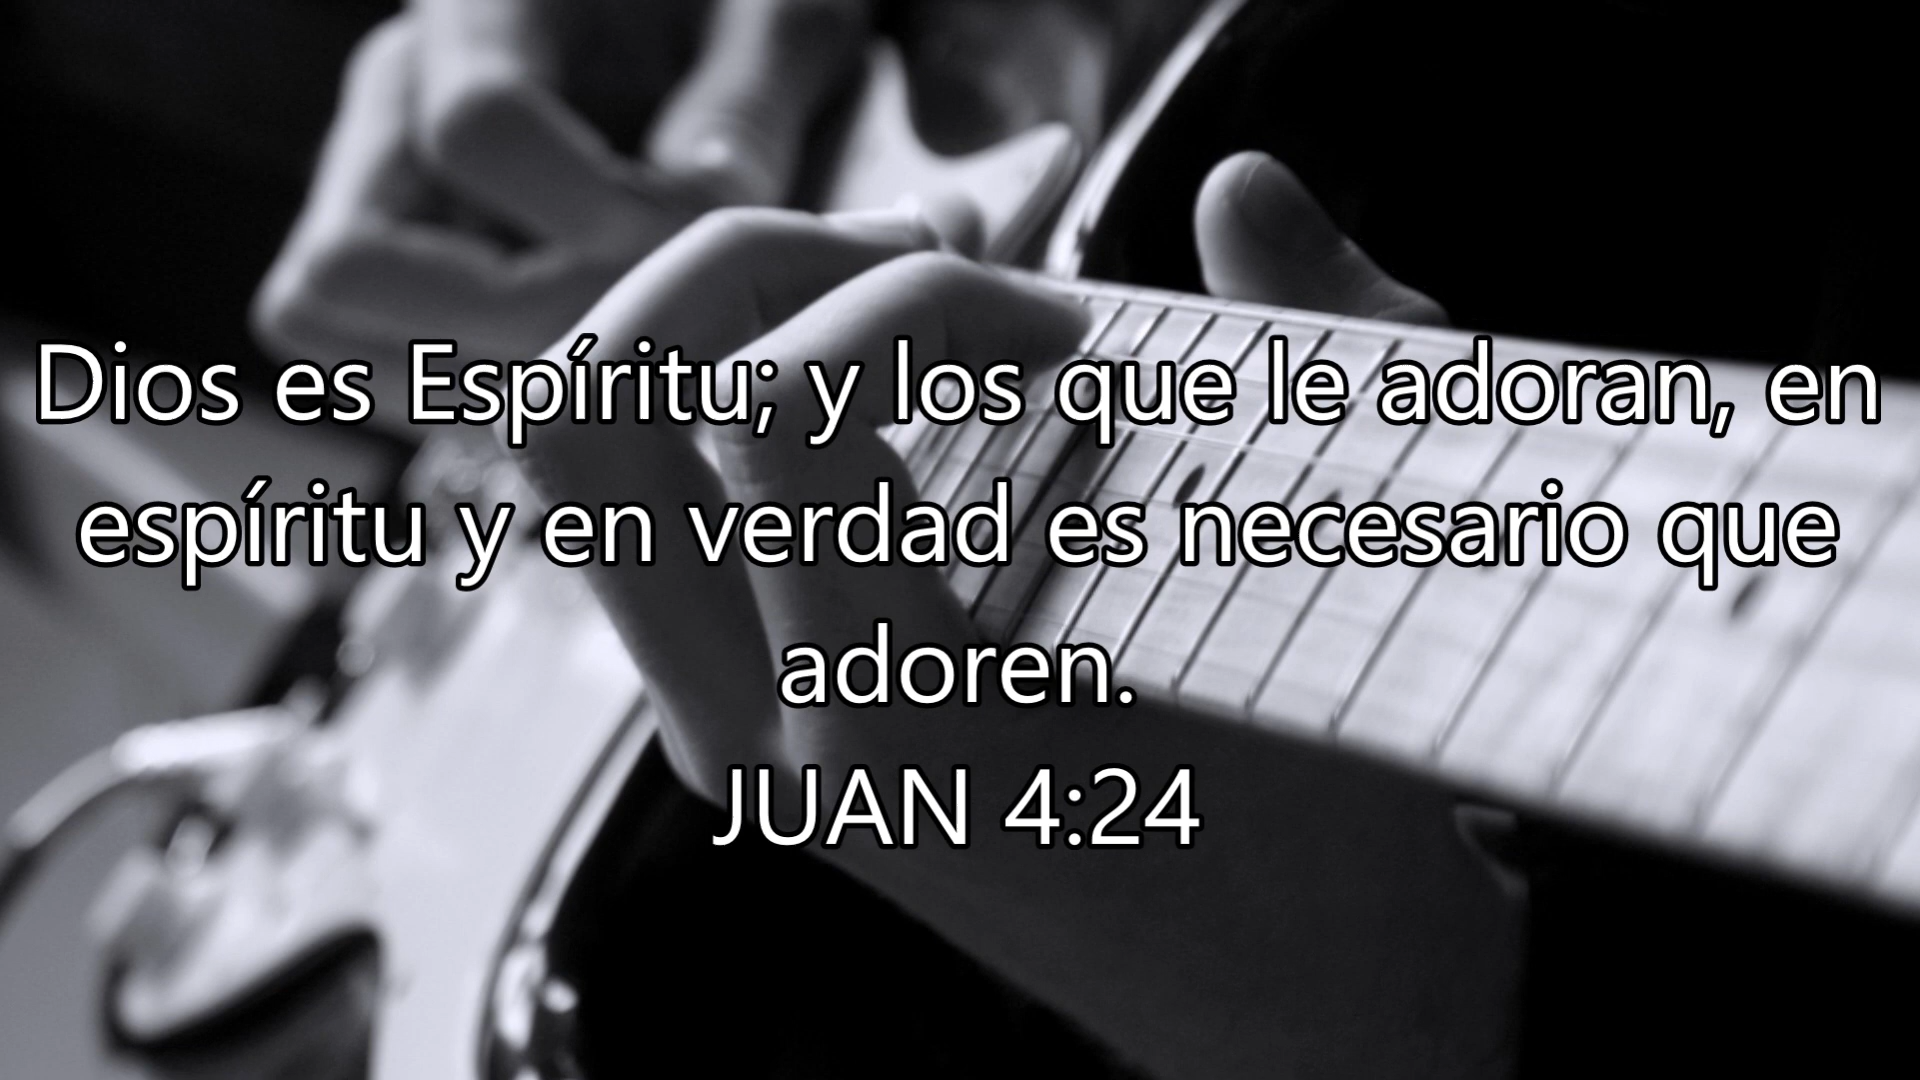 Dios es Espíritu; y los que le adoran, en
espíritu y en verdad es necesario que
adoren.
JUAN 4:24